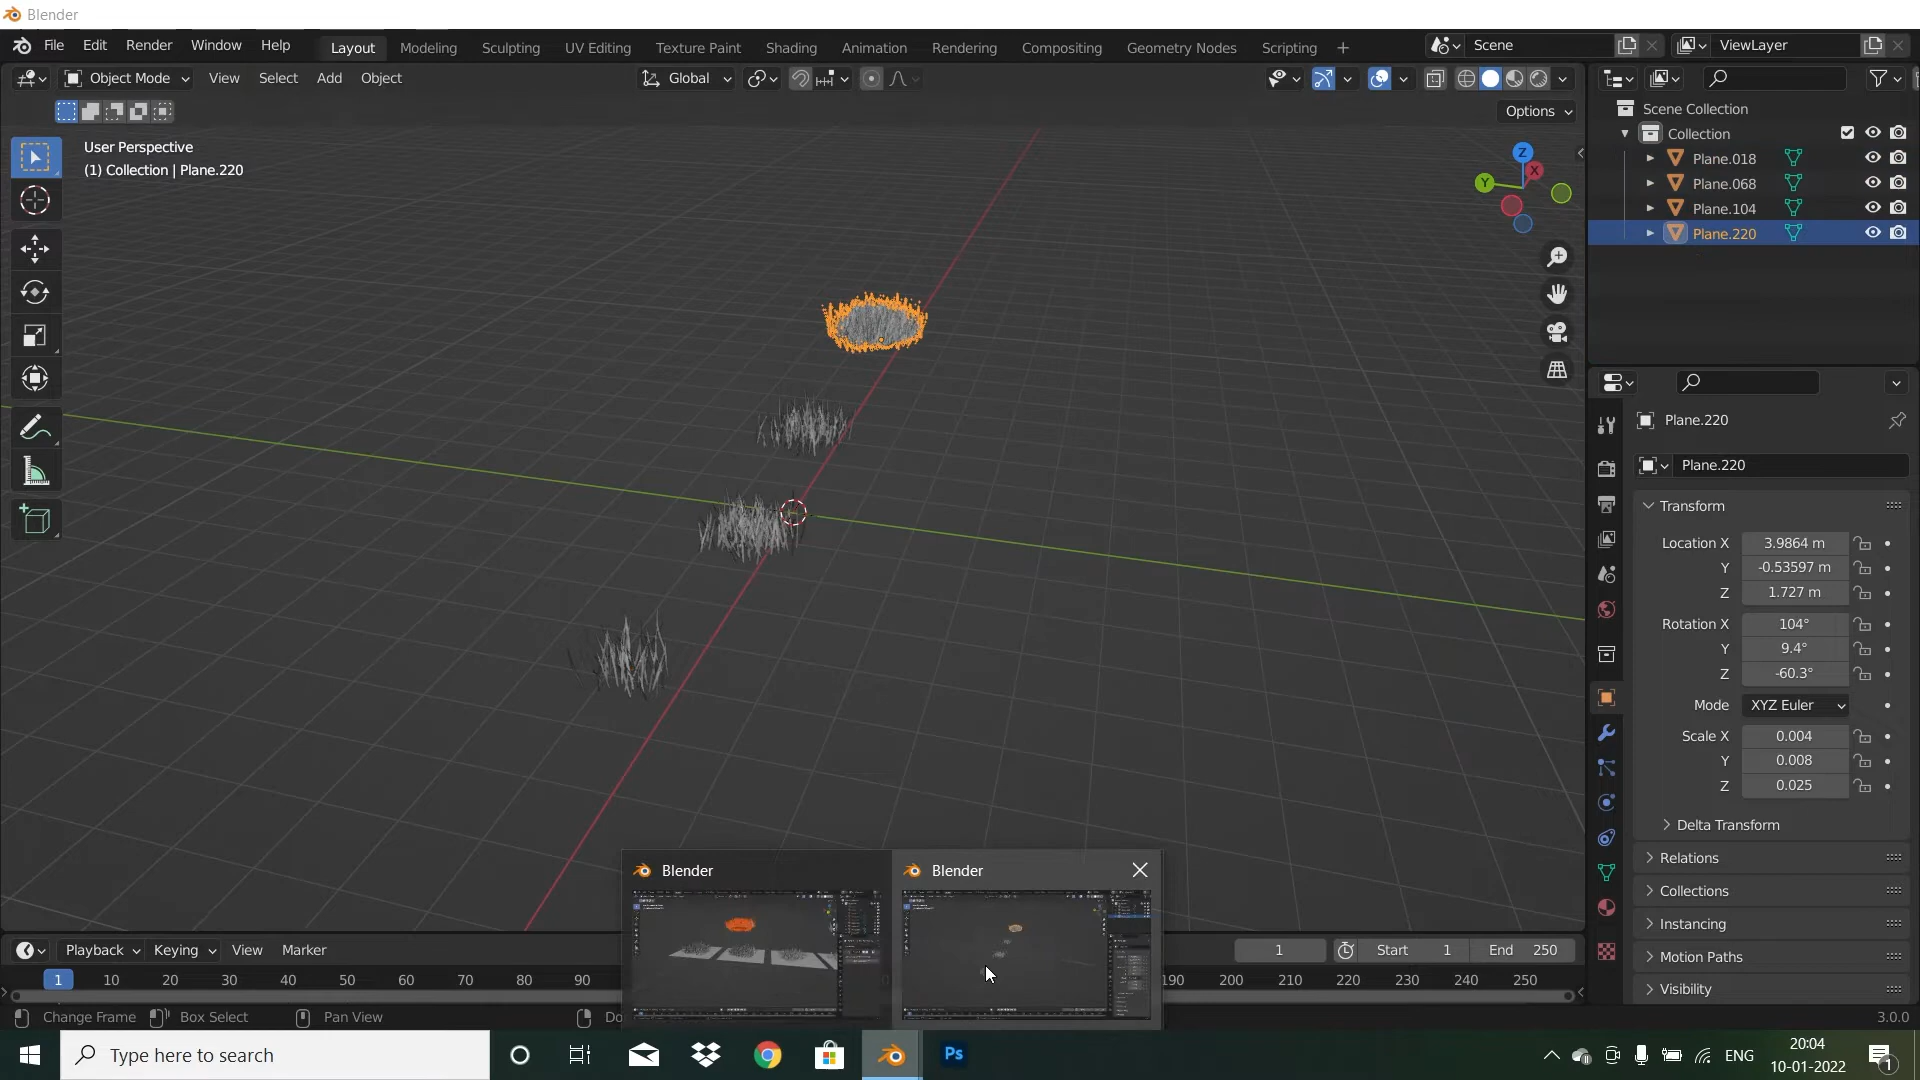 Blender
File Edit Render Window Help
Layout Modeling Sculpting UV Editing Texture Paint Shading Animation Rendering Compositing Geometry Nodes Scripting +
Scene
ViewLayer
Object Mode View Select Add Object
Global
Options
User Perspective
(1) Collection | Plane.220
Z
X
Y
Scene Collection
Collection
Plane.018
Plane.068
Plane.104
Plane.220
Plane.220
Plane.220
Transform
Location X 3.9864 m
Y -0.53597 m
Z 1.727 m
Rotation X 104°
Y 9.4°
Z -60.3°
Mode XYZ Euler
Scale X 0.004
Y 0.008
Z 0.025
Delta Transform
Relations
Collections
Instancing
Motion Paths
Visibility
Blender
Blender
Playback Keying View Marker
1 Start 1 End 250
1 10 20 30 40 50 60 70 80 90 190 200 210 220 230 240 250
Change Frame Box Select Pan View Do
3.0.0
Type here to search
Ps
ENG
20:04
10-01-2022
1